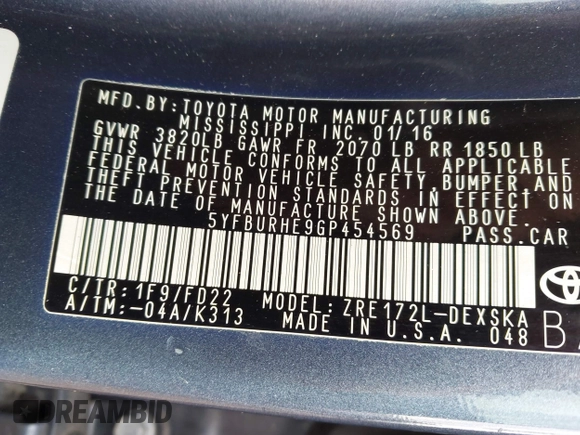 MFD.BY:TOYOTA MOTOR MANUFACTURING
MISSISSIPPI INC.01/16
GVWR 3820LB GAWR FR 2070 LB RR 1850LB
THIS VEHICLE CONFORMS TO ALL APPLICABLE
FEDERAL MOTOR VEHICLE SAFETY,BUMPER,AND
THEFT PREVENTION STANDARDS IN EFFECT ON
THE DATE OF MANUFACTURE SHOWN ABOVE.
5YFBURHE9GP454569 PASS.CAR
C/TR:1F9/FD22 MODEL:ZRE172L-DEXSKA
A/TM:-04A/K313 MADE IN U.S.A. 048
DREAMBID